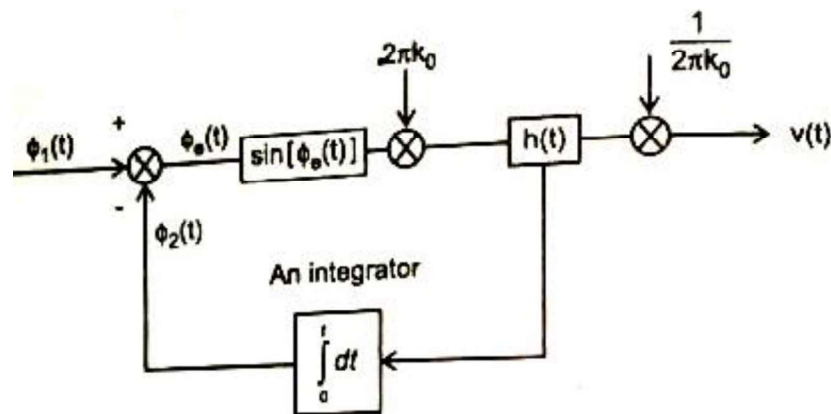 2πk₀
1
2πk₀
+
ϕ₁(t)
ϕₑ(t)
sin[ϕₑ(t)]
h(t)
v(t)
-
ϕ₂(t)
An integrator
∫₀ᵗ dt